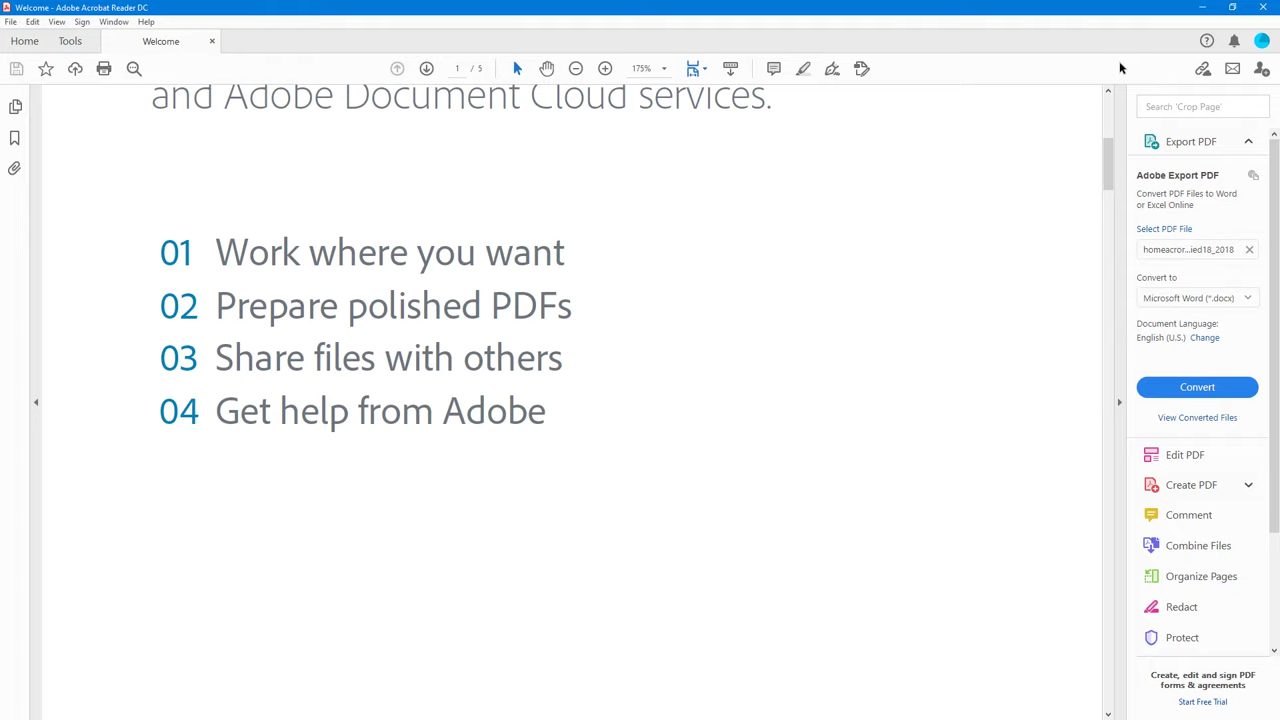 Welcome - Adobe Acrobat Reader DC
File Edit View Sign Window Help
Home Tools Welcome
1 / 5 175%
and Adobe Document Cloud services.
01 Work where you want
02 Prepare polished PDFs
03 Share files with others
04 Get help from Adobe
Search 'Crop Page'
Export PDF
Adobe Export PDF
Convert PDF Files to Word
or Excel Online
Select PDF File
homeacror...ied18_2018
Convert to
Microsoft Word (*.docx)
Document Language:
English (U.S.) Change
Convert
View Converted Files
Edit PDF
Create PDF
Comment
Combine Files
Organize Pages
Redact
Protect
Create, edit and sign PDF
forms & agreements
Start Free Trial